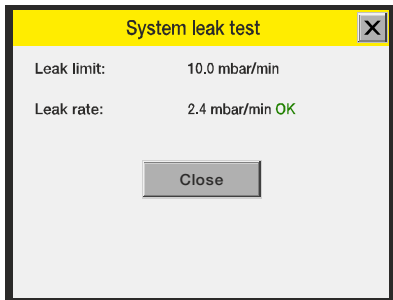 System leak test X
Leak limit: 10.0 mbar/min
Leak rate: 2.4 mbar/min OK
Close